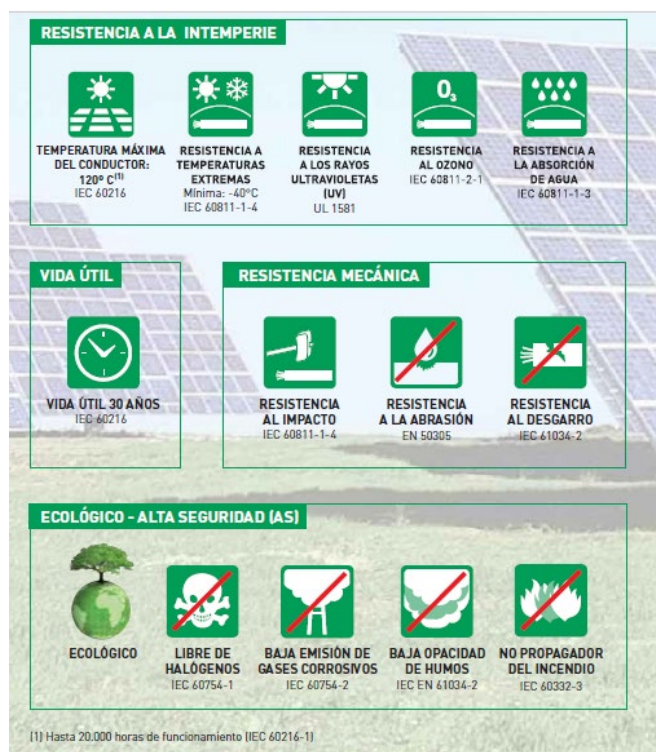 RESISTENCIA A LA INTEMPERIE
O₃
TEMPERATURA MÁXIMA
DEL CONDUCTOR:
120º C(1)
IEC 60216
RESISTENCIA A
TEMPERATURAS
EXTREMAS
Mínima: -40ºC
IEC 60811-1-4
RESISTENCIA
A LOS RAYOS
ULTRAVIOLETAS
(UV)
UL 1581
RESISTENCIA
AL OZONO
IEC 60811-2-1
RESISTENCIA A
LA ABSORCIÓN
DE AGUA
IEC 60811-1-3
VIDA ÚTIL
VIDA ÚTIL 30 AÑOS
IEC 60216
RESISTENCIA MECÁNICA
RESISTENCIA
AL IMPACTO
IEC 60811-1-4
RESISTENCIA
A LA ABRASIÓN
EN 50305
RESISTENCIA
AL DESGARRO
IEC 61034-2
ECOLÓGICO - ALTA SEGURIDAD (AS)
ECOLÓGICO
LIBRE DE
HALÓGENOS
IEC 60754-1
BAJA EMISIÓN DE
GASES CORROSIVOS
IEC 60754-2
BAJA OPACIDAD
DE HUMOS
IEC EN 61034-2
NO PROPAGADOR
DEL INCENDIO
IEC 60332-3
(1) Hasta 20.000 horas de funcionamiento (IEC 60216-1)